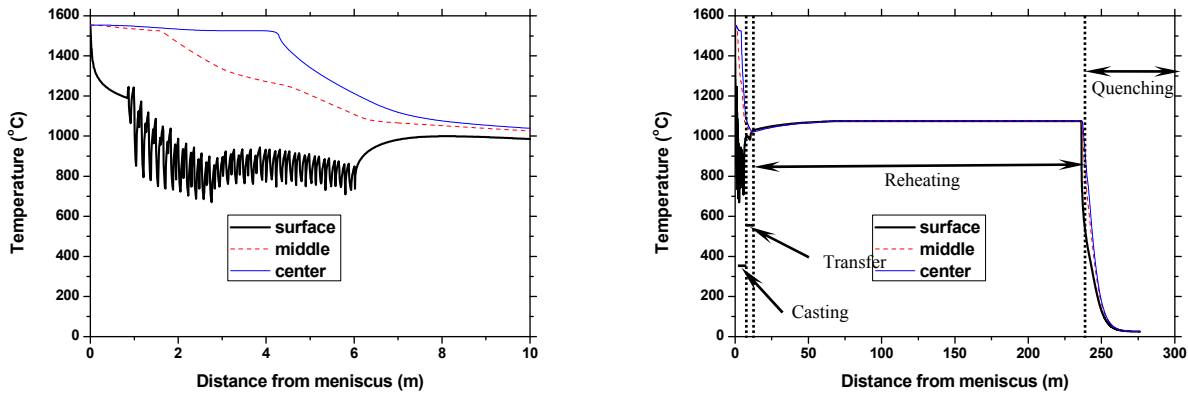 1600
1400
1200
1000
800
600
400
200
0
Temperature (°C)
surface
middle
center
0 2 4 6 8 10
Distance from meniscus (m)
1600
1400
1200
1000
800
600
400
200
0
Temperature (°C)
Quenching
Reheating
surface
middle
center
Transfer
Casting
0 50 100 150 200 250 300
Distance from meniscus (m)